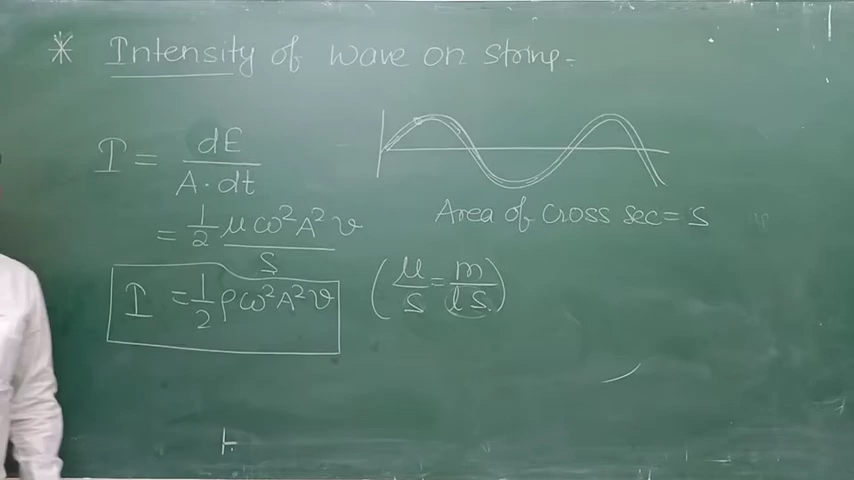 * Intensity of wave on string-
I = dE / A·dt
= 1/2 μω²A²v / S
Area of cross sec = S
I = 1/2 ρω²A²v
(μ/S = m/lS)